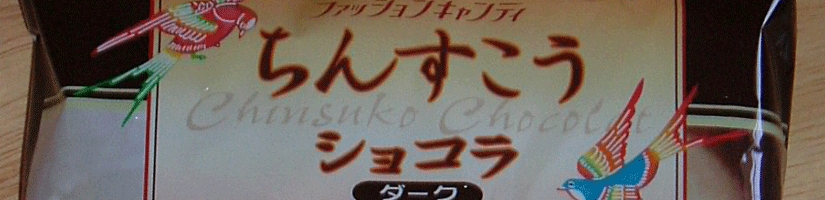 ファッションキャンディ
ちんすこう
Chinsuko Chocolat
ショコラ
ダーク